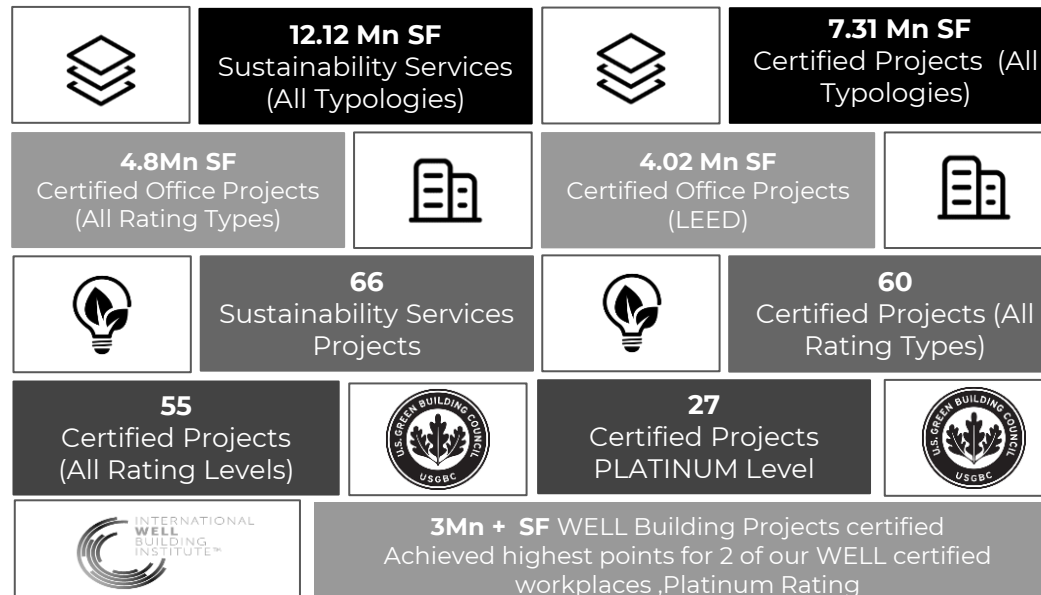 12.12 Mn SF
Sustainability Services
(All Typologies)
7.31 Mn SF
Certified Projects (All
Typologies)
4.8Mn SF
Certified Office Projects
(All Rating Types)
4.02 Mn SF
Certified Office Projects
(LEED)
66
Sustainability Services
Projects
60
Certified Projects (All
Rating Types)
55
Certified Projects
(All Rating Levels)
U.S. GREEN BUILDING COUNCIL
USGBC
27
Certified Projects
PLATINUM Level
U.S. GREEN BUILDING COUNCIL
USGBC
INTERNATIONAL
WELL
BUILDING
INSTITUTE™
3Mn + SF WELL Building Projects certified
Achieved highest points for 2 of our WELL certified
workplaces ,Platinum Rating